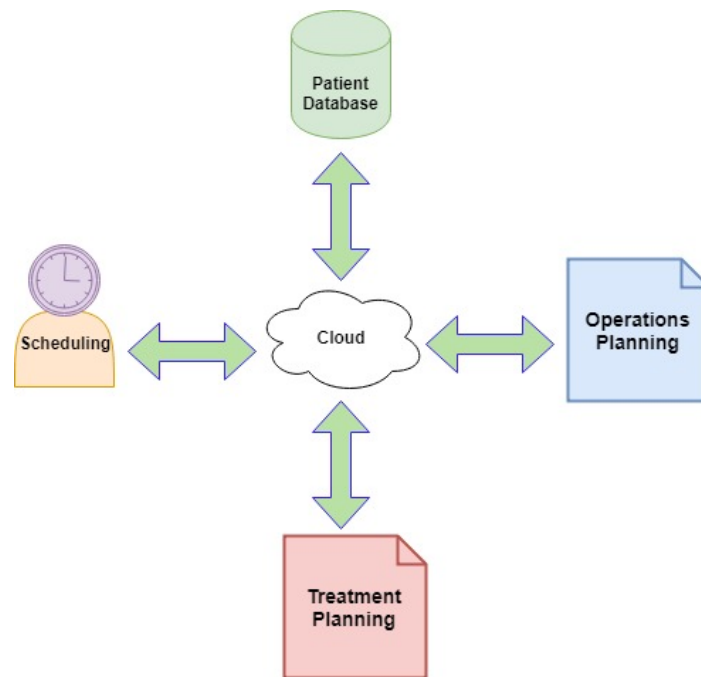 Patient
Database
Scheduling
Cloud
Operations
Planning
Treatment
Planning